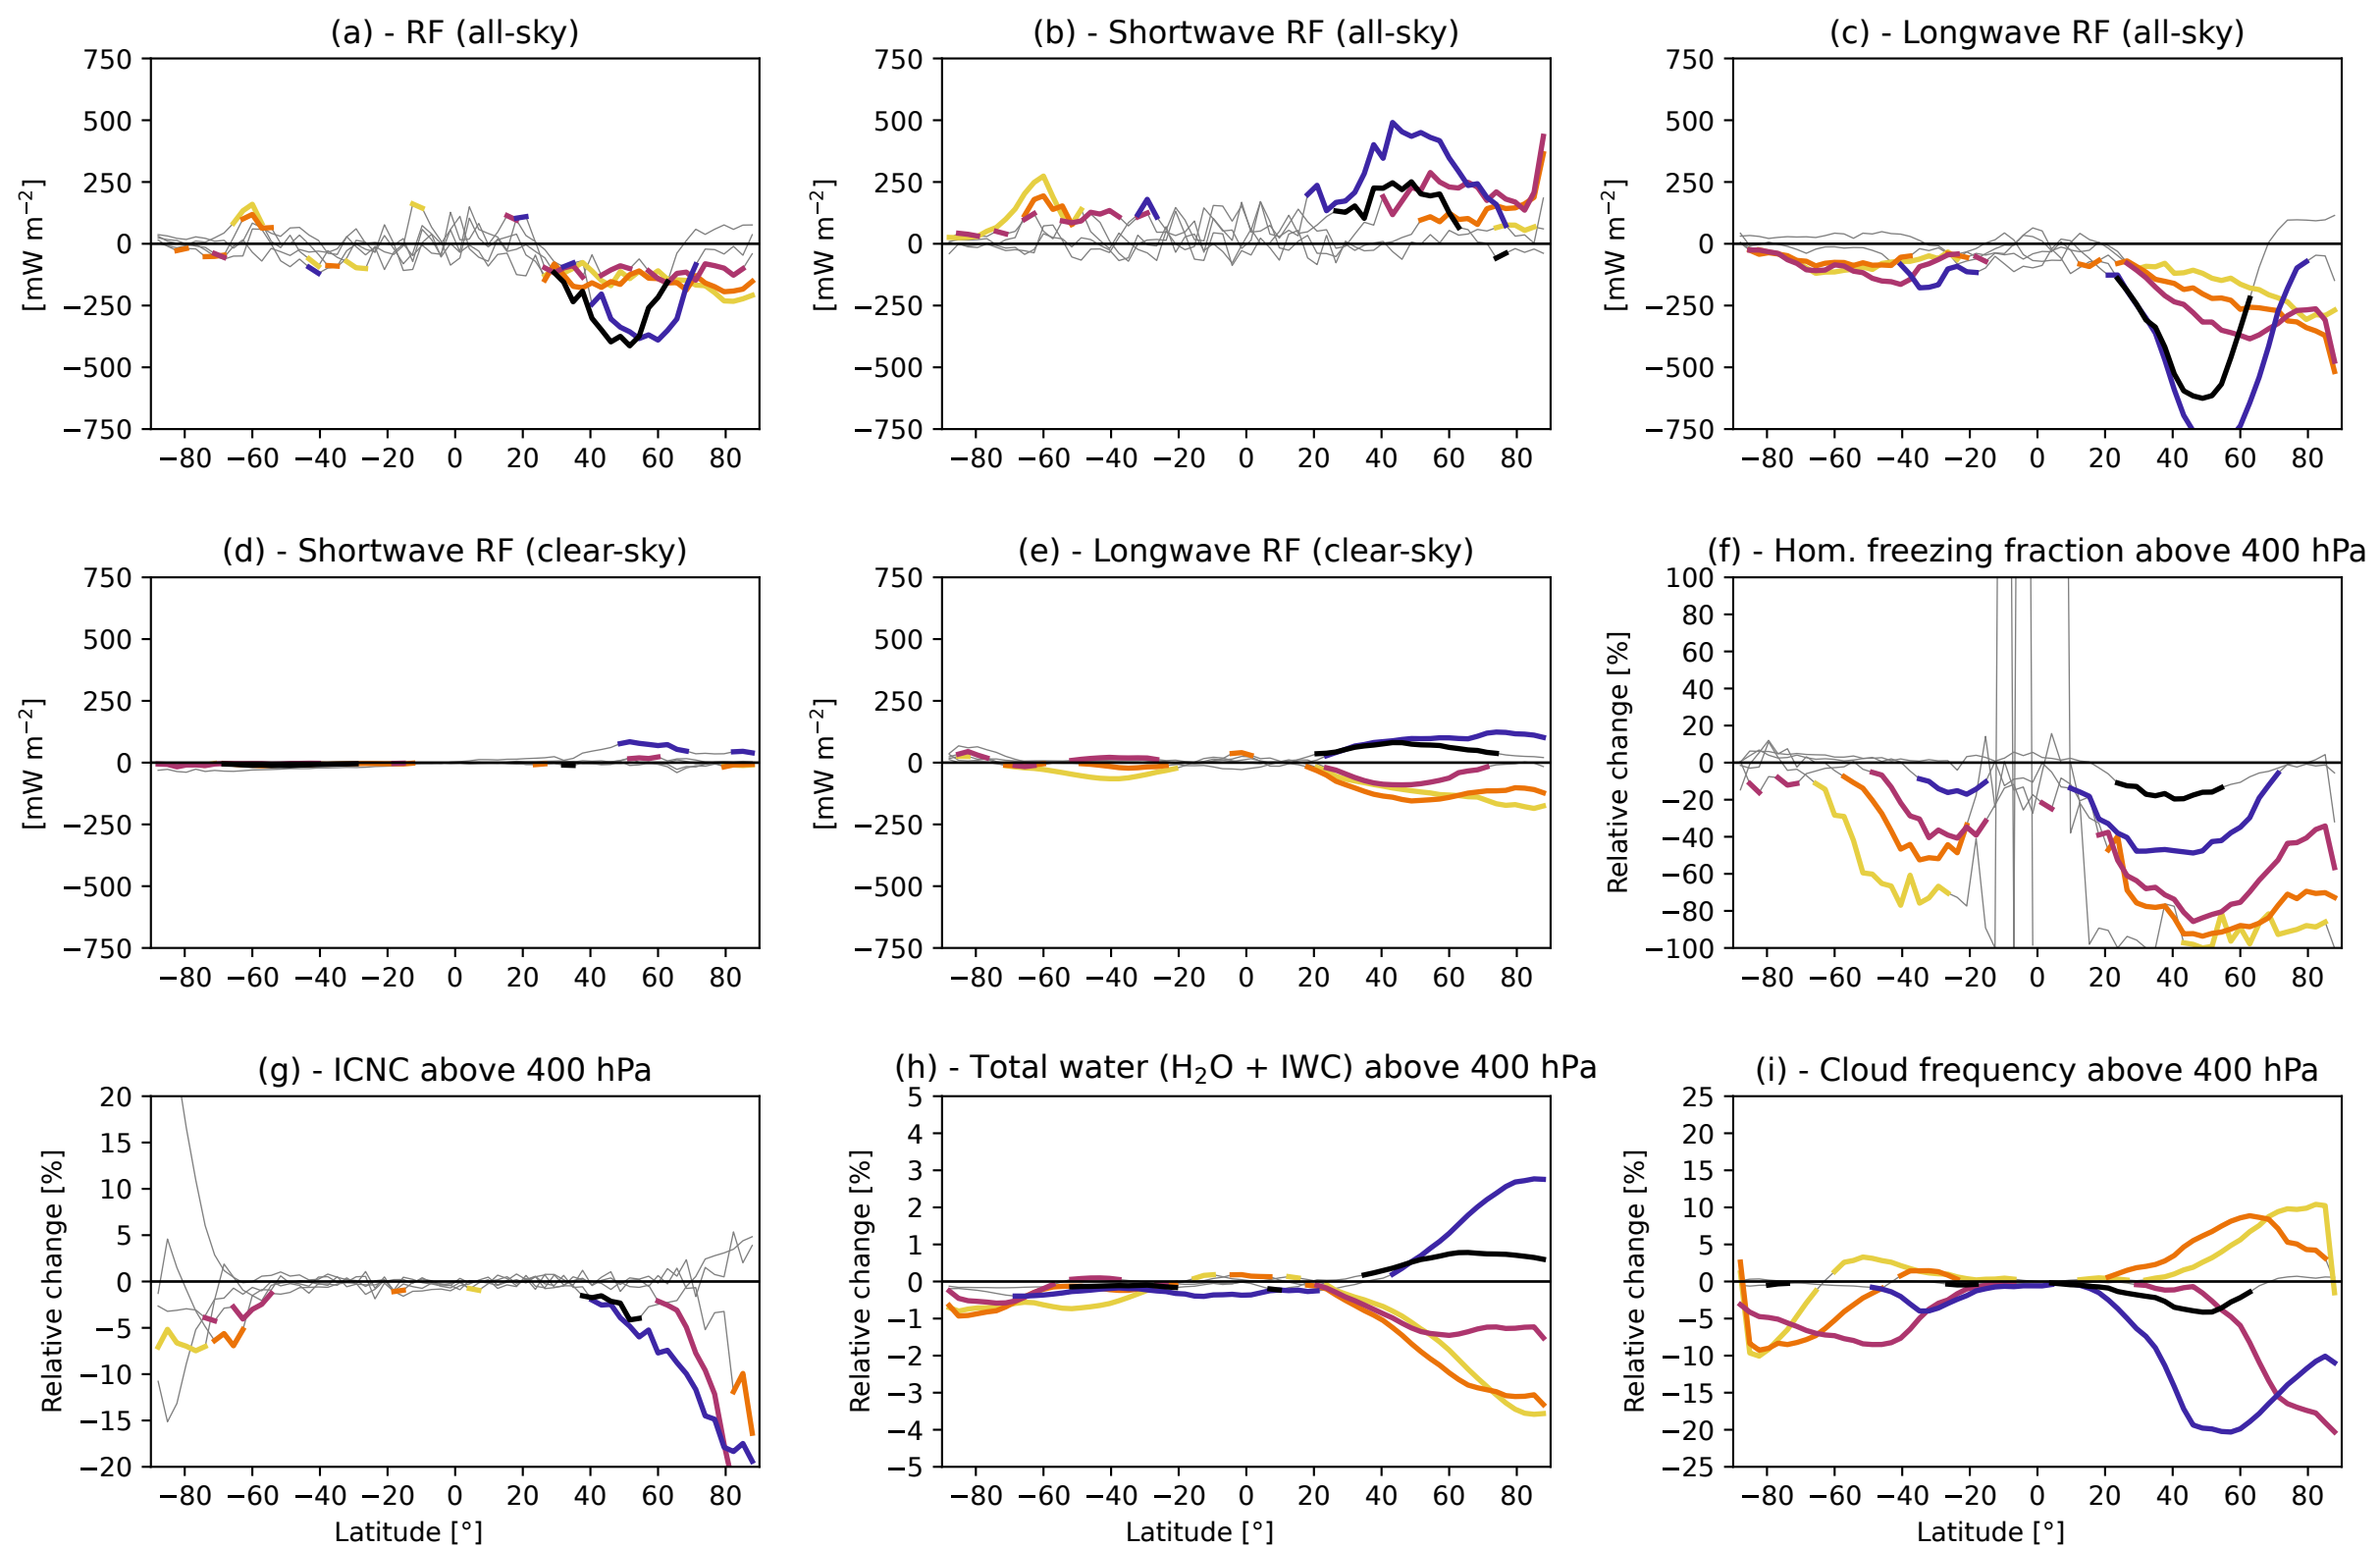 (a) - RF (all-sky)
(b) - Shortwave RF (all-sky)
(c) - Longwave RF (all-sky)
750
500
250
0
−250
−500
−750
[mW m⁻²]
−80 −60 −40 −20 0 20 40 60 80
750
500
250
0
−250
−500
−750
[mW m⁻²]
−80 −60 −40 −20 0 20 40 60 80
750
500
250
0
−250
−500
−750
[mW m⁻²]
−80 −60 −40 −20 0 20 40 60 80
(d) - Shortwave RF (clear-sky)
(e) - Longwave RF (clear-sky)
(f) - Hom. freezing fraction above 400 hPa
750
500
250
0
−250
−500
−750
[mW m⁻²]
−80 −60 −40 −20 0 20 40 60 80
750
500
250
0
−250
−500
−750
[mW m⁻²]
−80 −60 −40 −20 0 20 40 60 80
100
80
60
40
20
0
−20
−40
−60
−80
−100
Relative change [%]
−80 −60 −40 −20 0 20 40 60 80
(g) - ICNC above 400 hPa
(h) - Total water (H₂O + IWC) above 400 hPa
(i) - Cloud frequency above 400 hPa
20
15
10
5
0
−5
−10
−15
−20
Relative change [%]
−80 −60 −40 −20 0 20 40 60 80
Latitude [°]
5
4
3
2
1
0
−1
−2
−3
−4
−5
Relative change [%]
−80 −60 −40 −20 0 20 40 60 80
Latitude [°]
25
20
15
10
5
0
−5
−10
−15
−20
−25
Relative change [%]
−80 −60 −40 −20 0 20 40 60 80
Latitude [°]